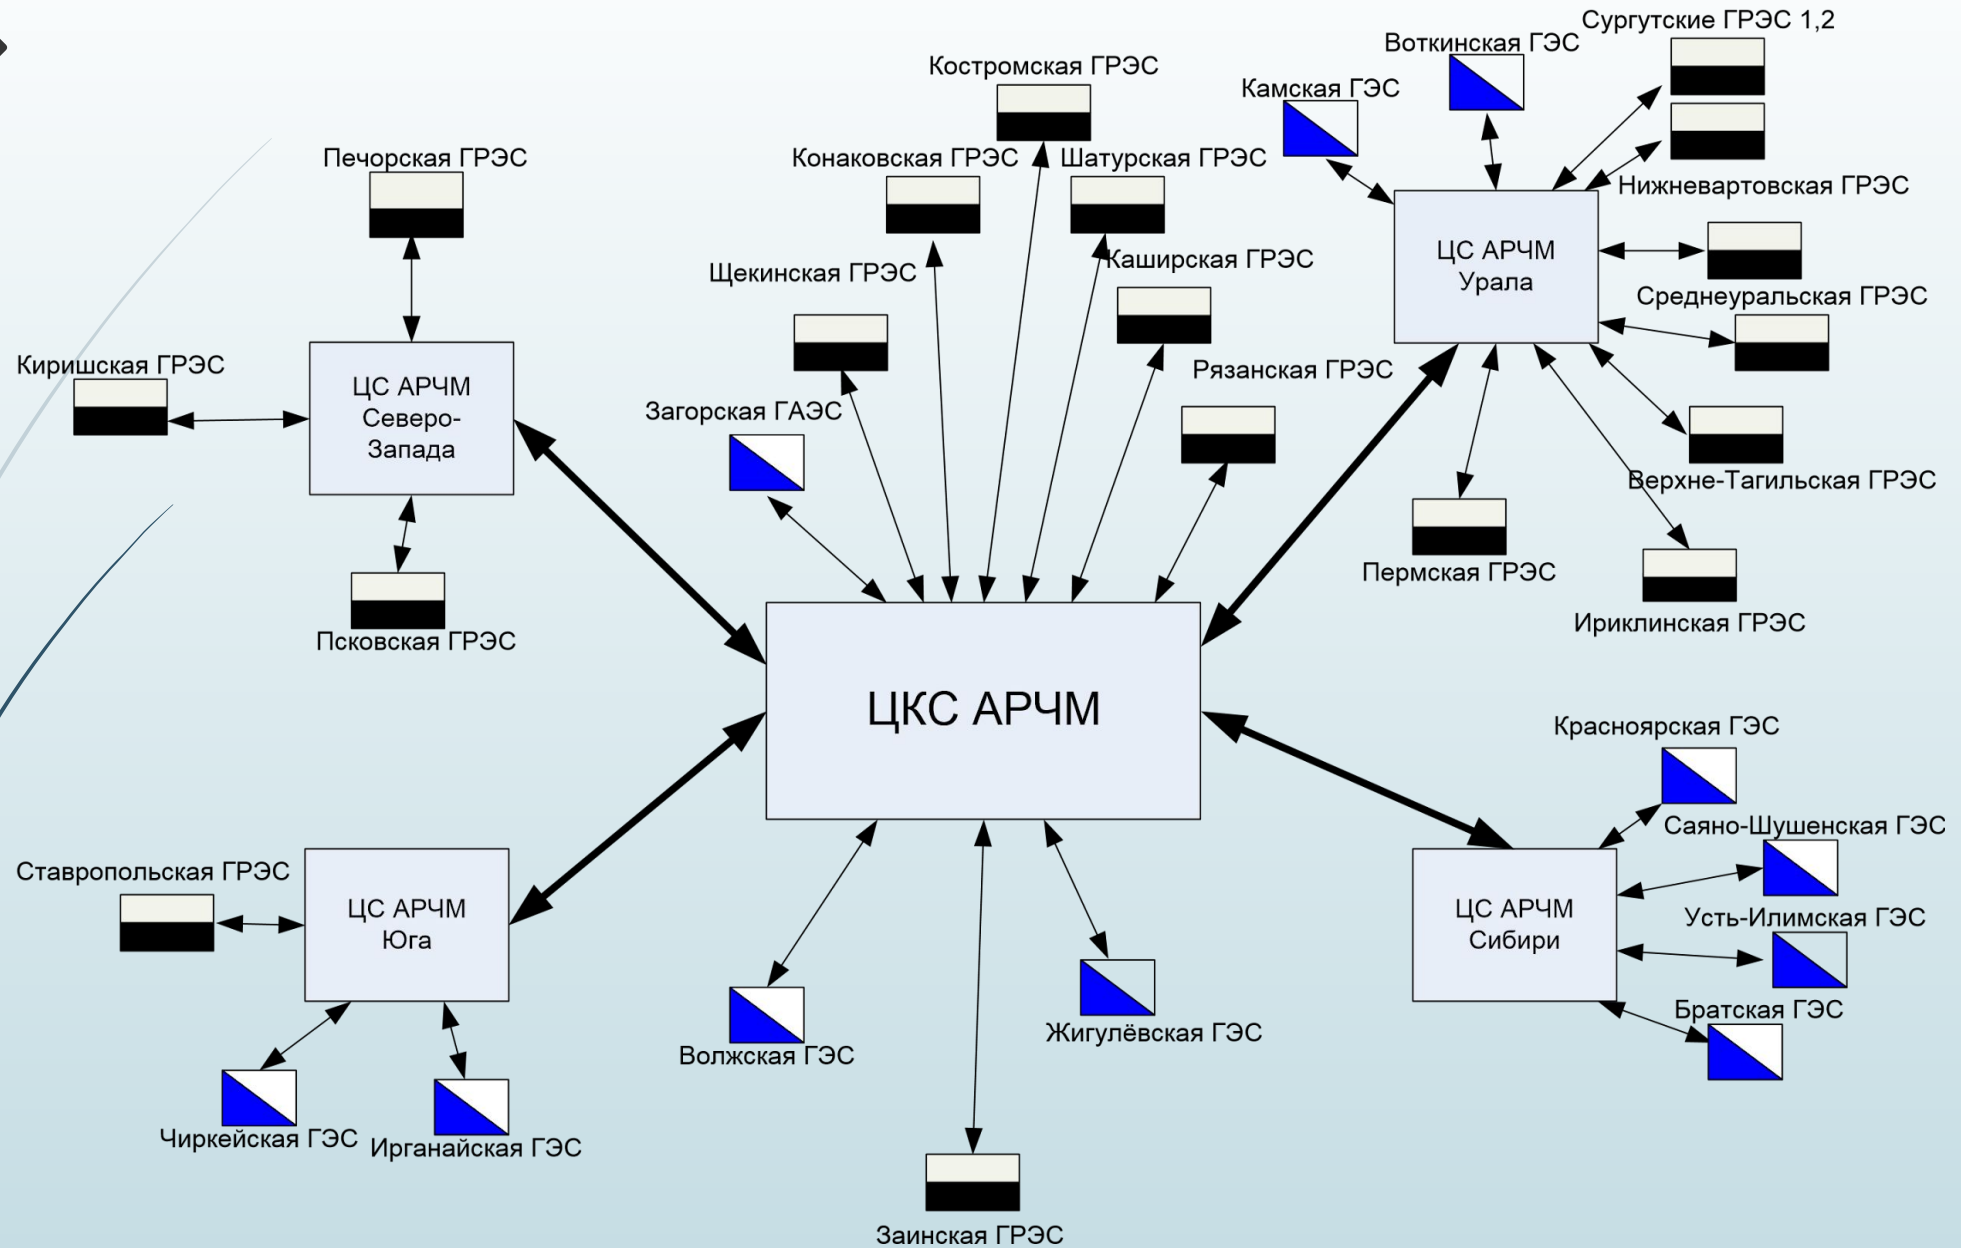 Сургутские ГРЭС 1,2
Воткинская ГЭС
Костромская ГРЭС
Камская ГЭС
Печорская ГРЭС
Конаковская ГРЭС
Шатурская ГРЭС
Нижневартовская ГРЭС
ЦС АРЧМ
Урала
Каширская ГРЭС
Щекинская ГРЭС
Среднеуральская ГРЭС
Киришская ГРЭС
ЦС АРЧМ
Северо-
Запада
Рязанская ГРЭС
Загорская ГАЭС
Верхне-Тагильская ГРЭС
Пермская ГРЭС
Ириклинская ГРЭС
Псковская ГРЭС
ЦКС АРЧМ
Красноярская ГЭС
Саяно-Шушенская ГЭС
Ставропольская ГРЭС
ЦС АРЧМ
Юга
ЦС АРЧМ
Сибири
Усть-Илимская ГЭС
Братская ГЭС
Жигулёвская ГЭС
Волжская ГЭС
Чиркейская ГЭС
Ирганайская ГЭС
Заинская ГРЭС